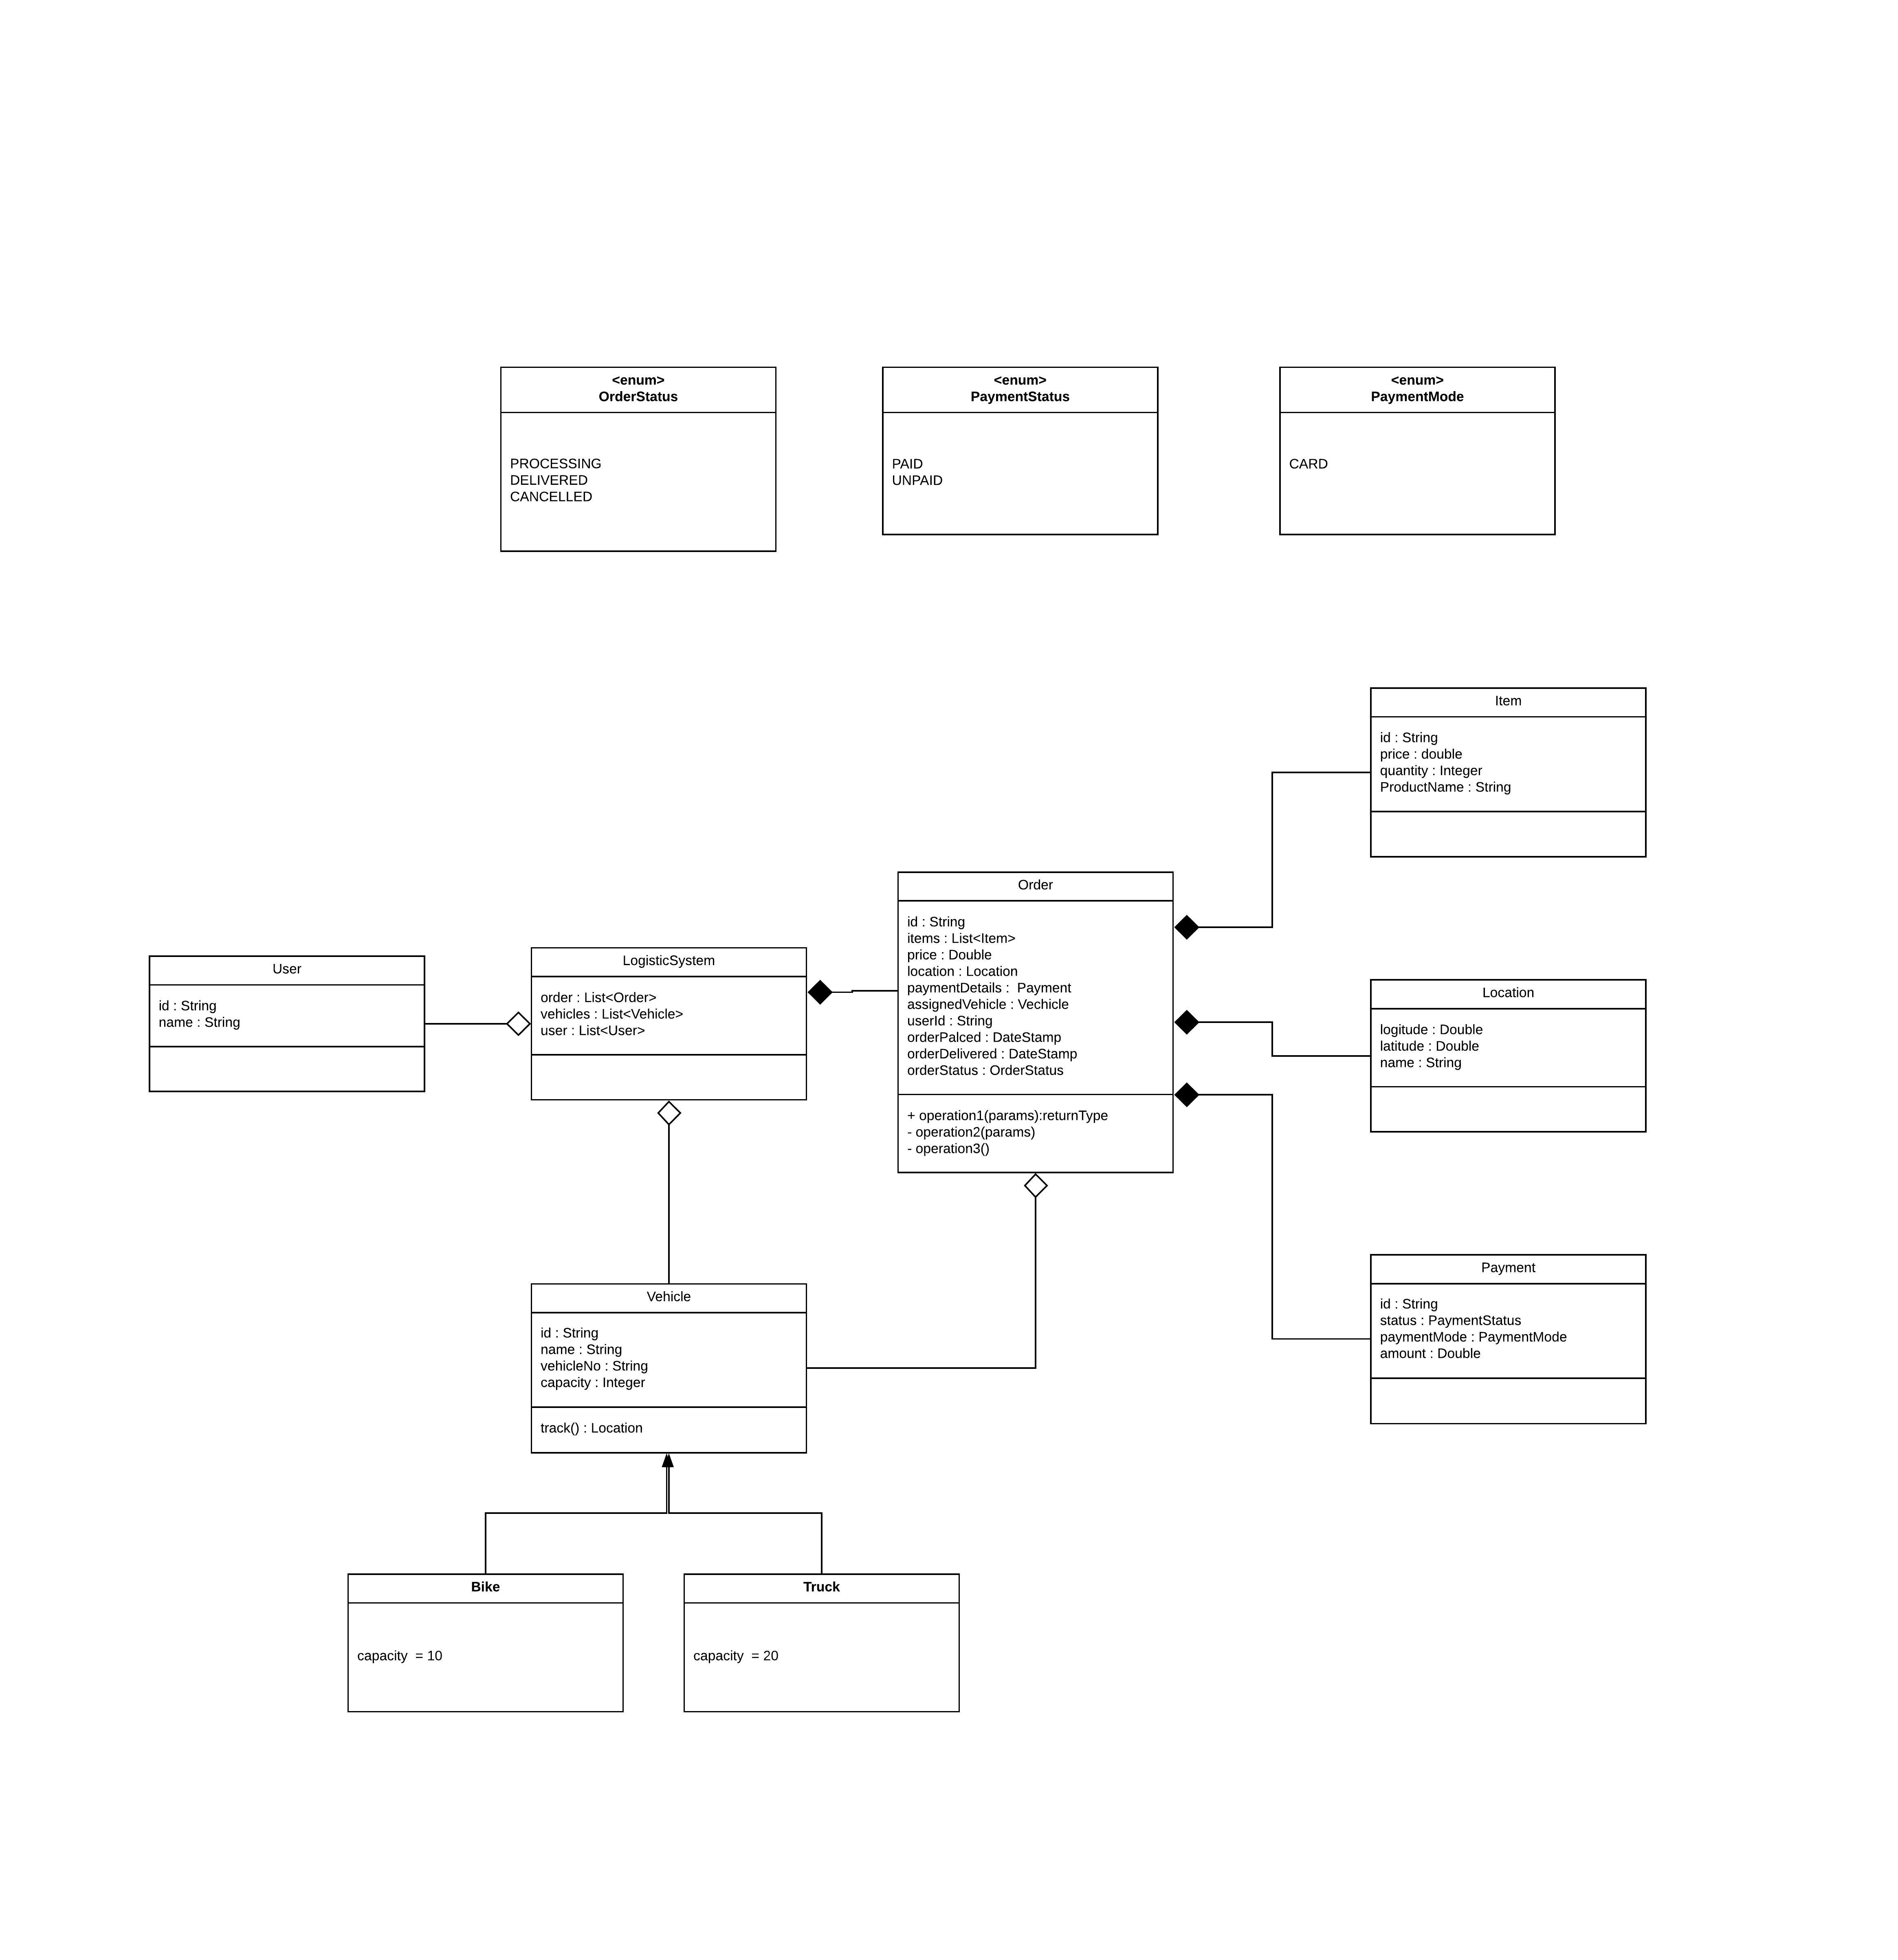 <enum>
OrderStatus
PROCESSING
DELIVERED
CANCELLED
<enum>
PaymentStatus
PAID
UNPAID
<enum>
PaymentMode
CARD
Item
id : String
price : double
quantity : Integer
ProductName : String
Order
id : String
items : List<Item>
price : Double
location : Location
paymentDetails :  Payment
assignedVehicle : Vechicle
userId : String
orderPalced : DateStamp
orderDelivered : DateStamp
orderStatus : OrderStatus
+ operation1(params):returnType
- operation2(params)
- operation3()
User
id : String
name : String
LogisticSystem
order : List<Order>
vehicles : List<Vehicle>
user : List<User>
Location
logitude : Double
latitude : Double
name : String
Payment
id : String
status : PaymentStatus
paymentMode : PaymentMode
amount : Double
Vehicle
id : String
name : String
vehicleNo : String
capacity : Integer
track() : Location
Bike
capacity  = 10
Truck
capacity  = 20